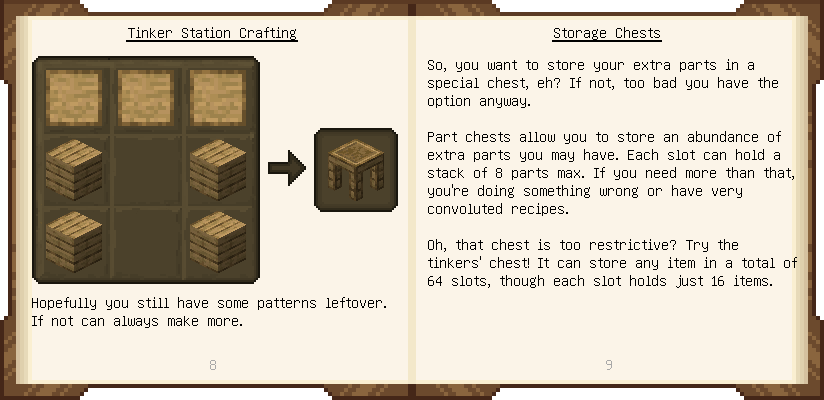 Tinker Station Crafting
Hopefully you still have some patterns leftover.
If not can always make more.
8
Storage Chests
So, you want to store your extra parts in a
special chest, eh? If not, too bad you have the
option anyway.
Part chests allow you to store an abundance of
extra parts you may have. Each slot can hold a
stack of 8 parts max. If you need more than that,
you're doing something wrong or have very
convoluted recipes.
Oh, that chest is too restrictive? Try the
tinkers' chest! It can store any item in a total of
64 slots, though each slot holds just 16 items.
9